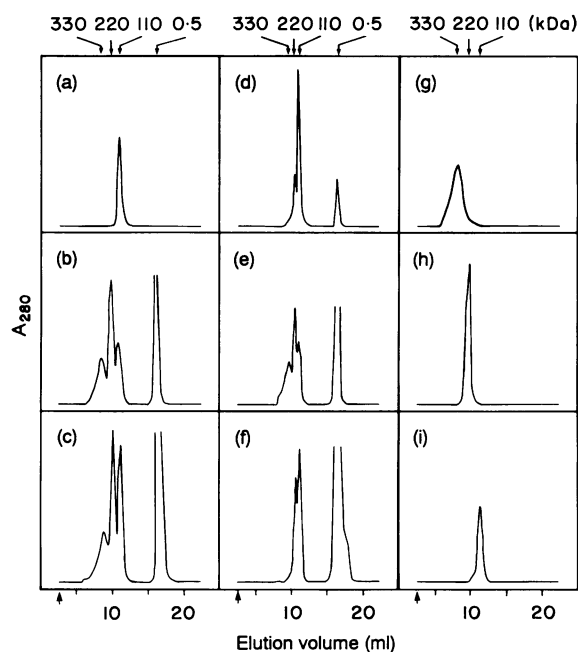 330 220 110 0·5 330 220 110 0·5 330 220 110 (kDa)
(a) (d) (g)
(b) (e) (h)
(c) (f) (i)
A280
10 20 10 20 10 20
Elution volume (ml)